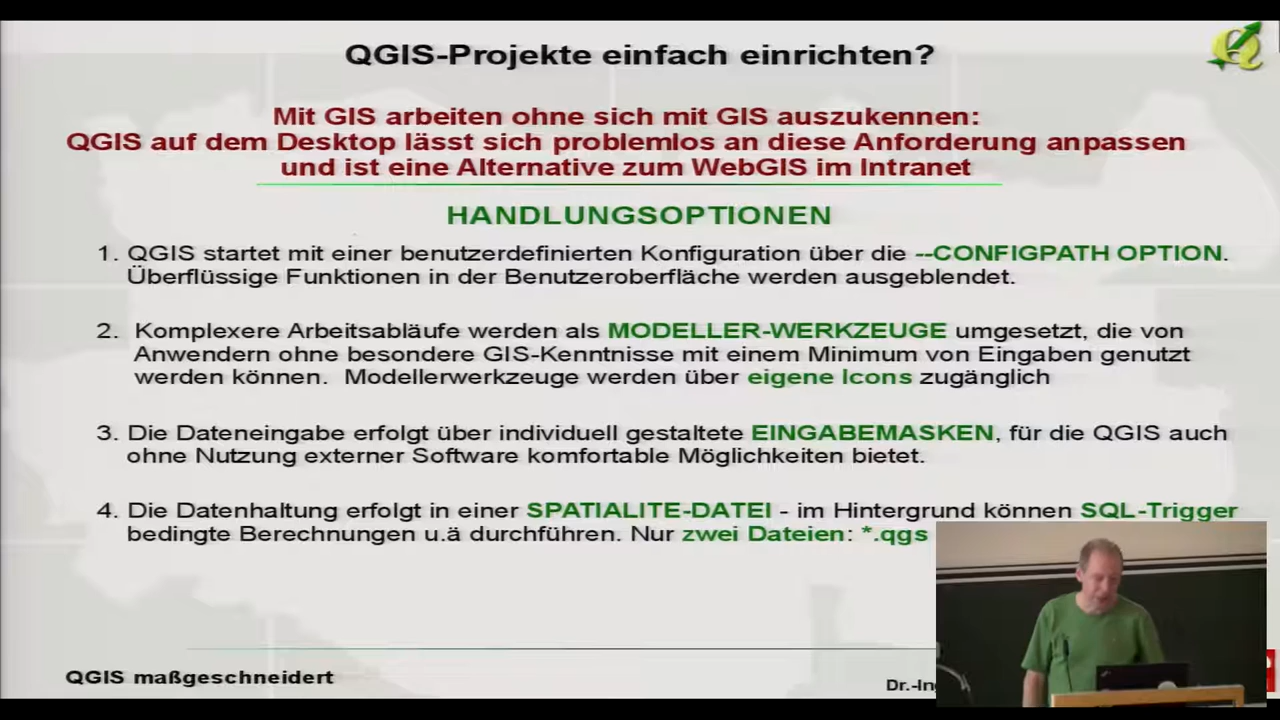 QGIS-Projekte einfach einrichten?
Mit GIS arbeiten ohne sich mit GIS auszukennen:
QGIS auf dem Desktop lässt sich problemlos an diese Anforderung anpassen
und ist eine Alternative zum WebGIS im Intranet
HANDLUNGSOPTIONEN
1. QGIS startet mit einer benutzerdefinierten Konfiguration über die --CONFIGPATH OPTION.
Überflüssige Funktionen in der Benutzeroberfläche werden ausgeblendet.
2. Komplexere Arbeitsabläufe werden als MODELLER-WERKZEUGE umgesetzt, die von
Anwendern ohne besondere GIS-Kenntnisse mit einem Minimum von Eingaben genutzt
werden können. Modellerwerkzeuge werden über eigene Icons zugänglich
3. Die Dateneingabe erfolgt über individuell gestaltete EINGABEMASKEN, für die QGIS auch
ohne Nutzung externer Software komfortable Möglichkeiten bietet.
4. Die Datenhaltung erfolgt in einer SPATIALITE-DATEI - im Hintergrund können SQL-Trigger
bedingte Berechnungen u.ä durchführen. Nur zwei Dateien: *.qgs
QGIS maßgeschneidert
Dr.-Ing